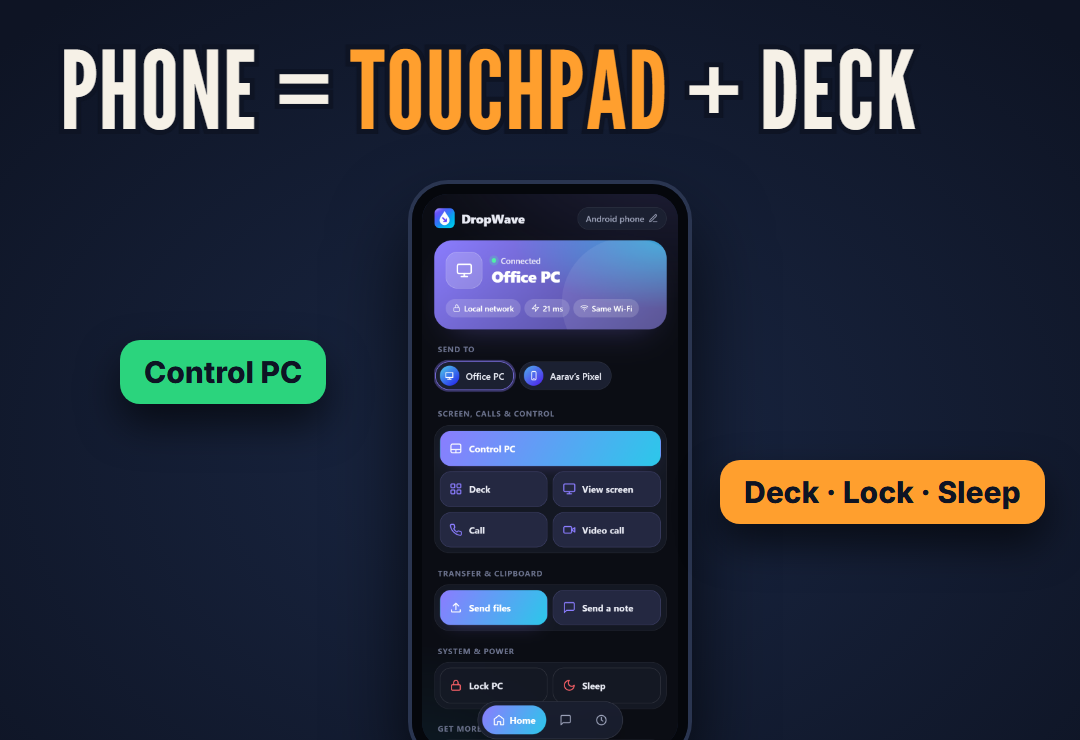 PHONE = TOUCHPAD + DECK
DropWave
Android phone
Connected
Office PC
Local network
21 ms
Same Wi-Fi
SEND TO
Office PC
Aarav's Pixel
SCREEN, CALLS & CONTROL
Control PC
Deck
View screen
Call
Video call
TRANSFER & CLIPBOARD
Send files
Send a note
SYSTEM & POWER
Lock PC
Sleep
GET MORE
Home
Control PC
Deck · Lock · Sleep